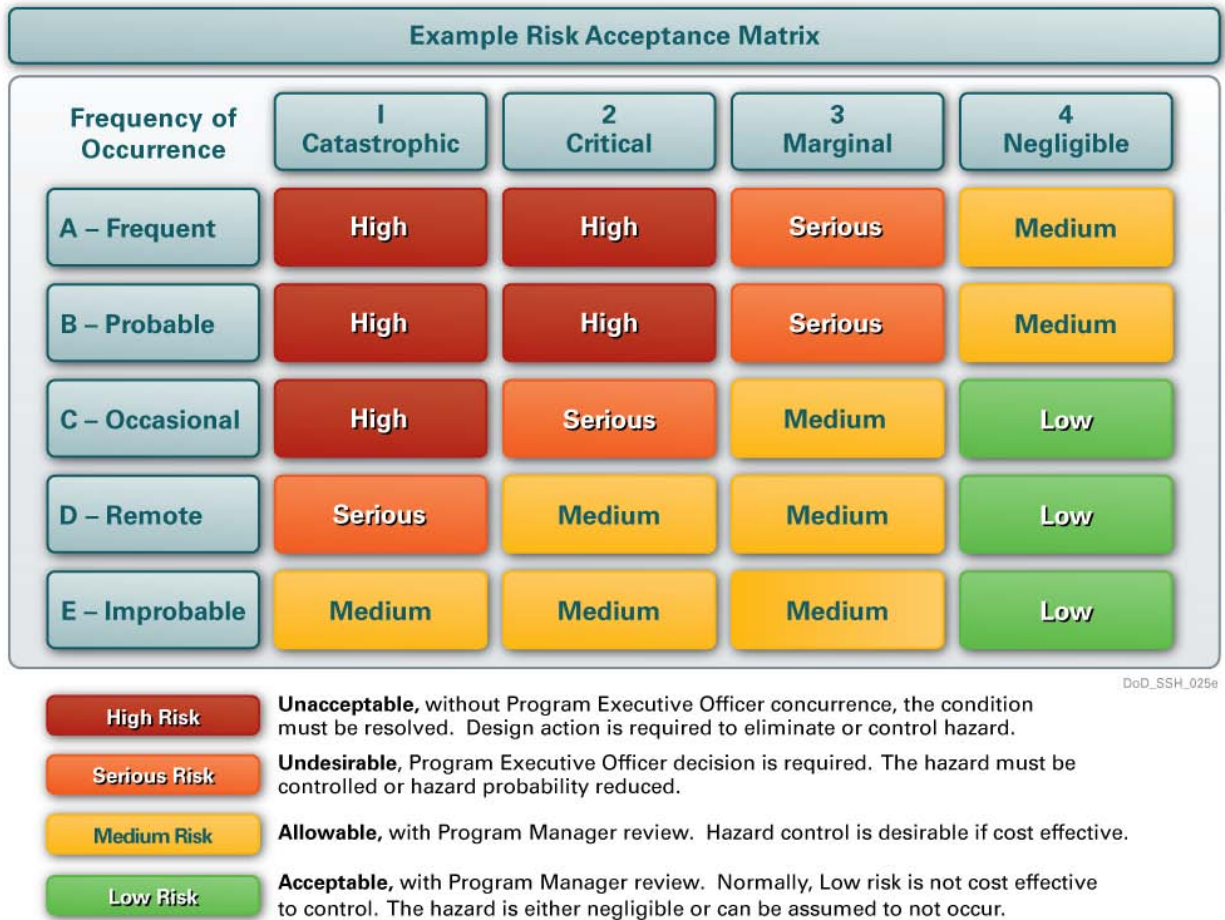 Example Risk Acceptance Matrix
Frequency of
Occurrence
I
Catastrophic
2
Critical
3
Marginal
4
Negligible
A – Frequent
High
High
Serious
Medium
B – Probable
High
High
Serious
Medium
C – Occasional
High
Serious
Medium
Low
D – Remote
Serious
Medium
Medium
Low
E – Improbable
Medium
Medium
Medium
Low
DoD_SSH_025e
High Risk
Unacceptable, without Program Executive Officer concurrence, the condition
must be resolved. Design action is required to eliminate or control hazard.
Serious Risk
Undesirable, Program Executive Officer decision is required. The hazard must be
controlled or hazard probability reduced.
Medium Risk
Allowable, with Program Manager review. Hazard control is desirable if cost effective.
Low Risk
Acceptable, with Program Manager review. Normally, Low risk is not cost effective
to control. The hazard is either negligible or can be assumed to not occur.